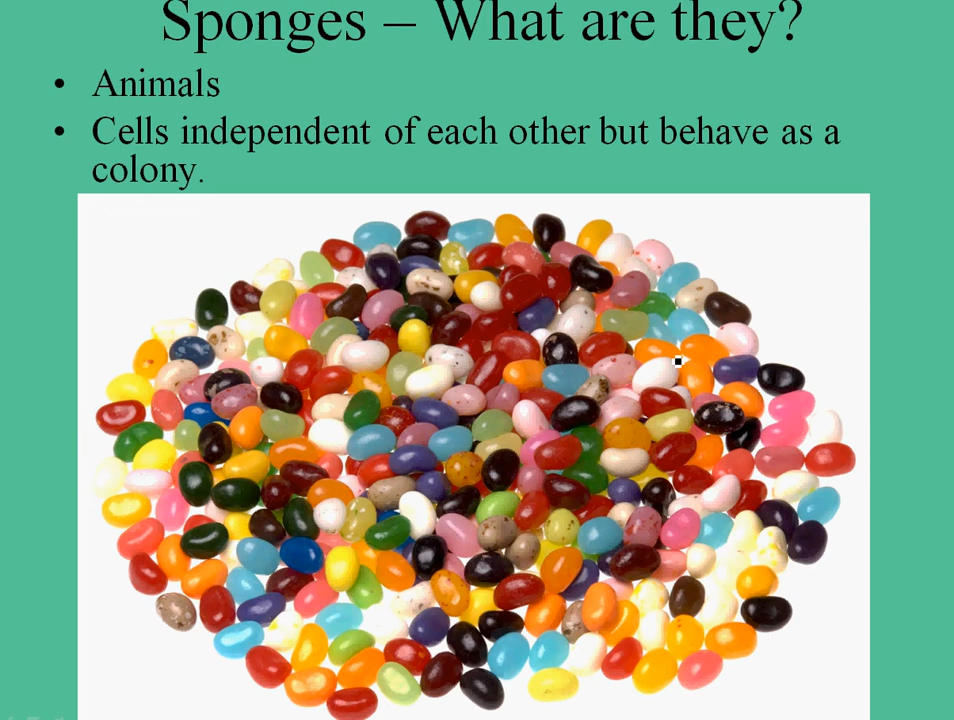 Sponges – What are they?
• Animals
• Cells independent of each other but behave as a
colony.